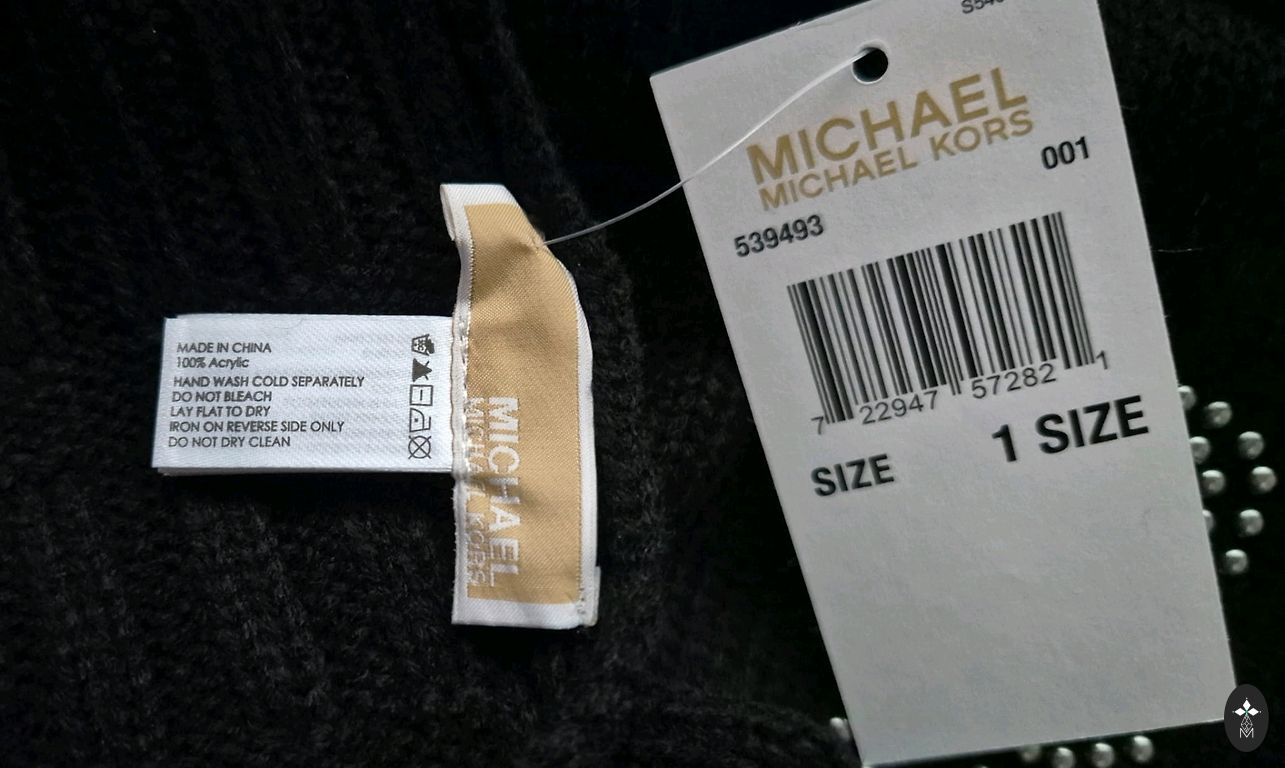 MADE IN CHINA
100% Acrylic
HAND WASH COLD SEPARATELY
DO NOT BLEACH
LAY FLAT TO DRY
IRON ON REVERSE SIDE ONLY
DO NOT DRY CLEAN
MICHAEL
MICHAEL KORS
MICHAEL
MICHAEL KORS
001
539493
7 22947 57282 1
SIZE 1 SIZE